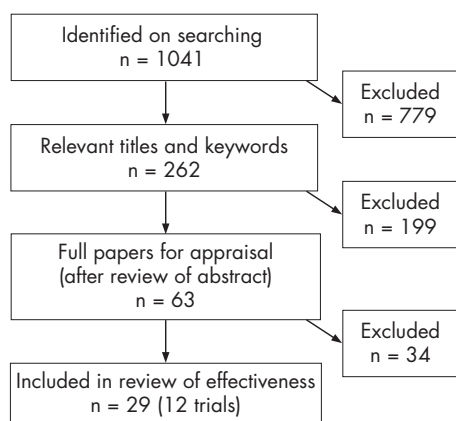 Identified on searching
n = 1041
Excluded
n = 779
Relevant titles and keywords
n = 262
Excluded
n = 199
Full papers for appraisal
(after review of abstract)
n = 63
Excluded
n = 34
Included in review of effectiveness
n = 29 (12 trials)